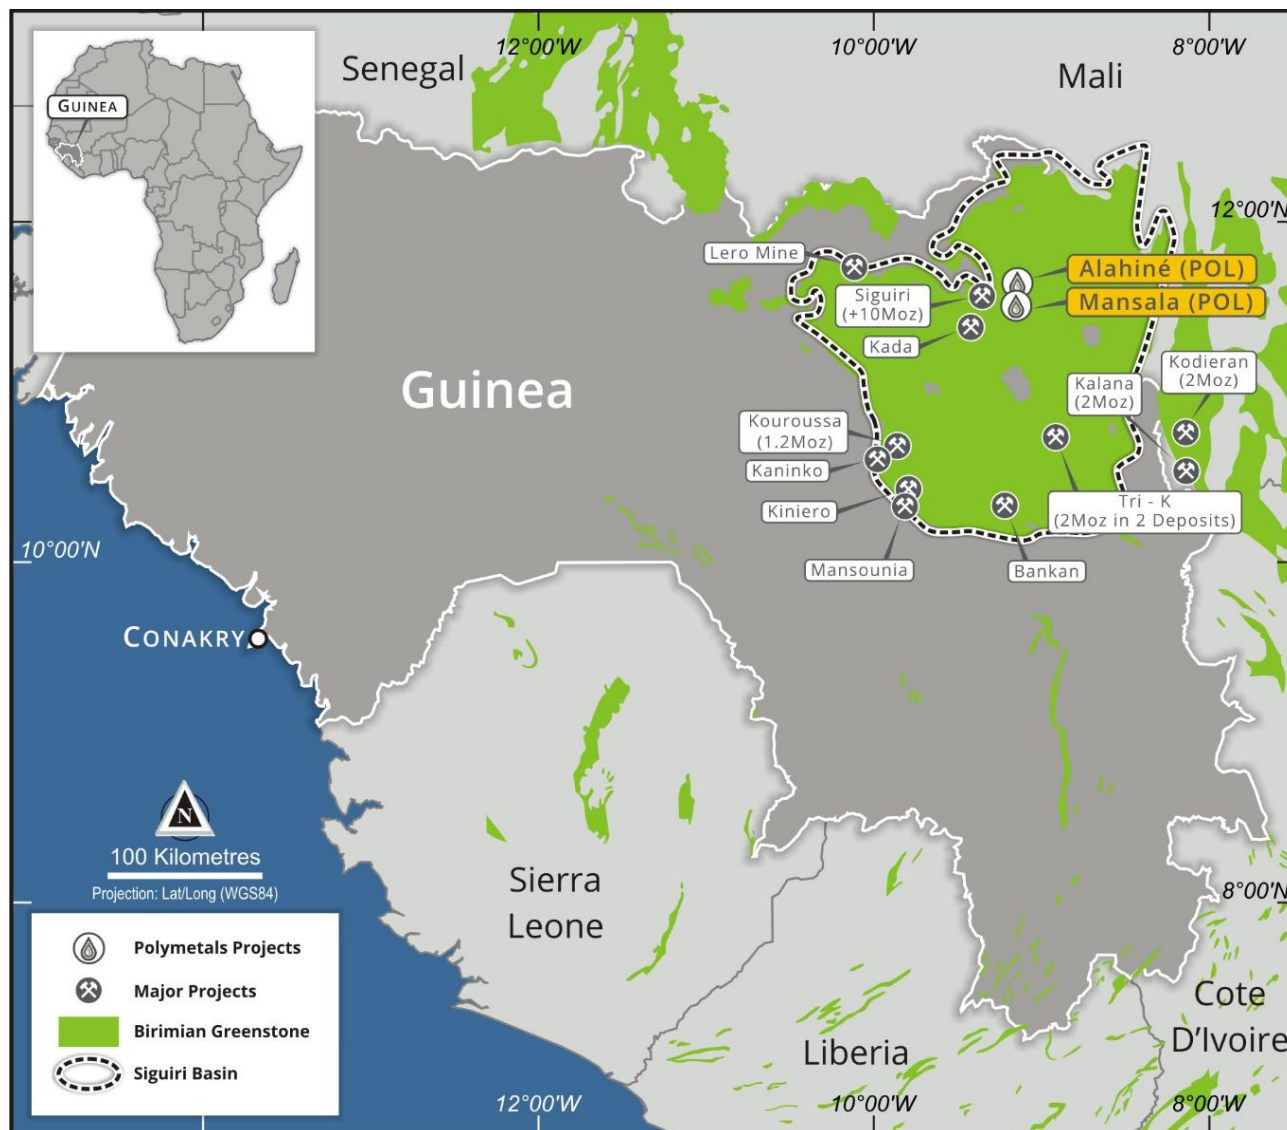 12°00'W
10°00'W
8°00'W
Senegal
Mali
GUINEA
12°00'N
Lero Mine
Alahiné (POL)
Siguiri
(+10Moz)
Mansala (POL)
Kada
Kodieran
(2Moz)
Kalana
(2Moz)
Guinea
Kouroussa
(1.2Moz)
Kaninko
Kiniero
Tri - K
(2Moz in 2 Deposits)
Mansounia
Bankan
10°00'N
CONAKRY
N
100 Kilometres
Projection: Lat/Long (WGS84)
Sierra
Leone
8°00'N
Polymetals Projects
Major Projects
Birimian Greenstone
Siguiri Basin
Cote
D'Ivoire
Liberia
12°00'W
10°00'W
8°00'W